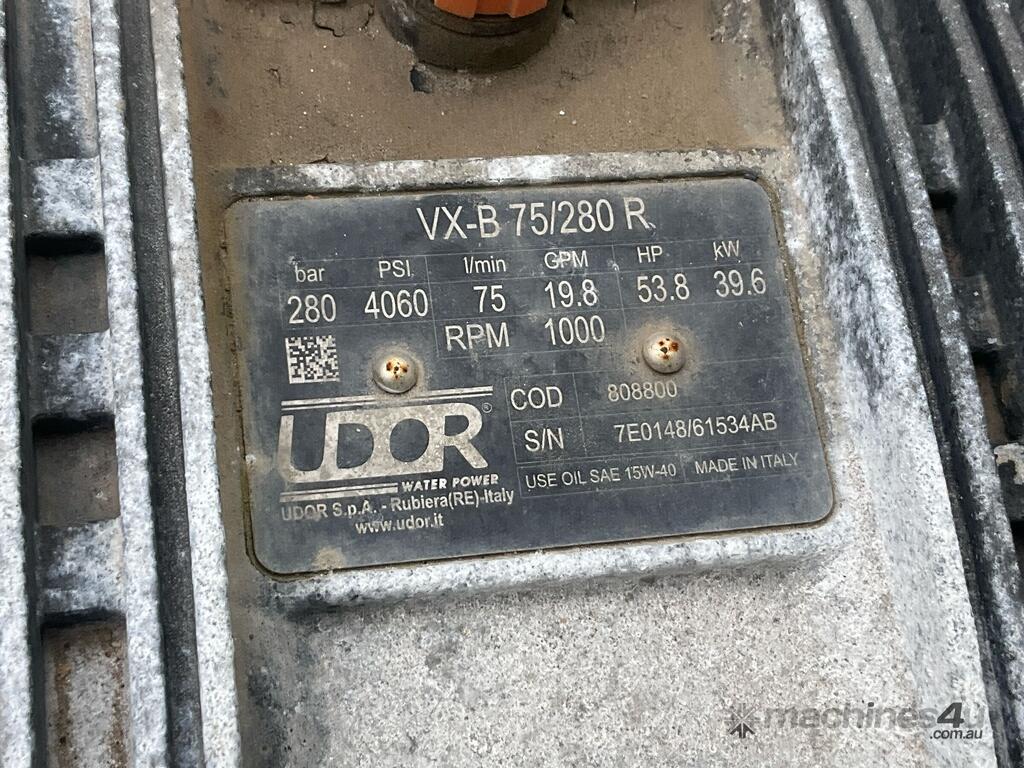 VX-B 75/280 R
bar PSI l/min GPM HP kW
280 4060 75 19.8 53.8 39.6
RPM 1000
COD 808800
UDOR®
S/N 7E0148/61534AB
WATER POWER
USE OIL SAE 15W-40 MADE IN ITALY
UDOR S.p.A. - Rubiera(RE)-Italy
www.udor.it
machines4u
.com.au